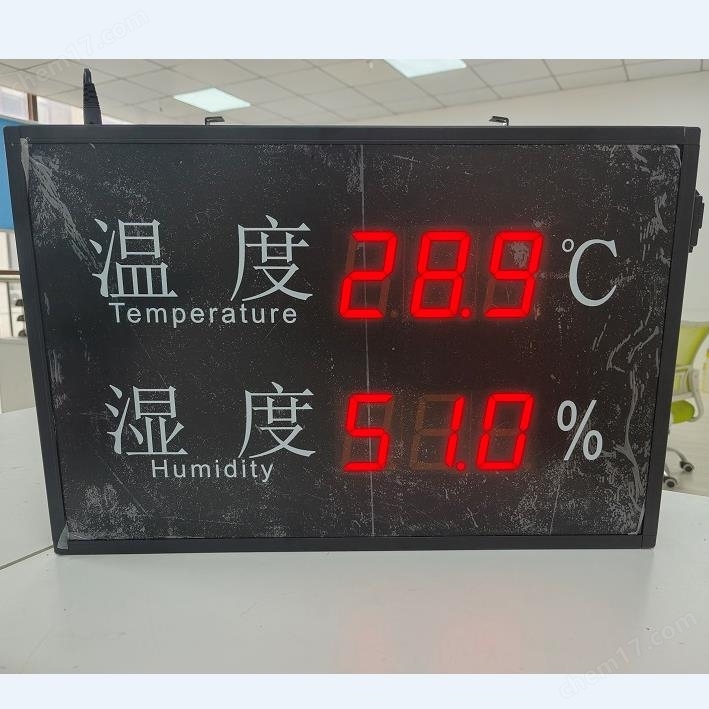 chem17.com
温度 28.9 ℃
Temperature
湿度 51.0 %
Humidity
chem17.com